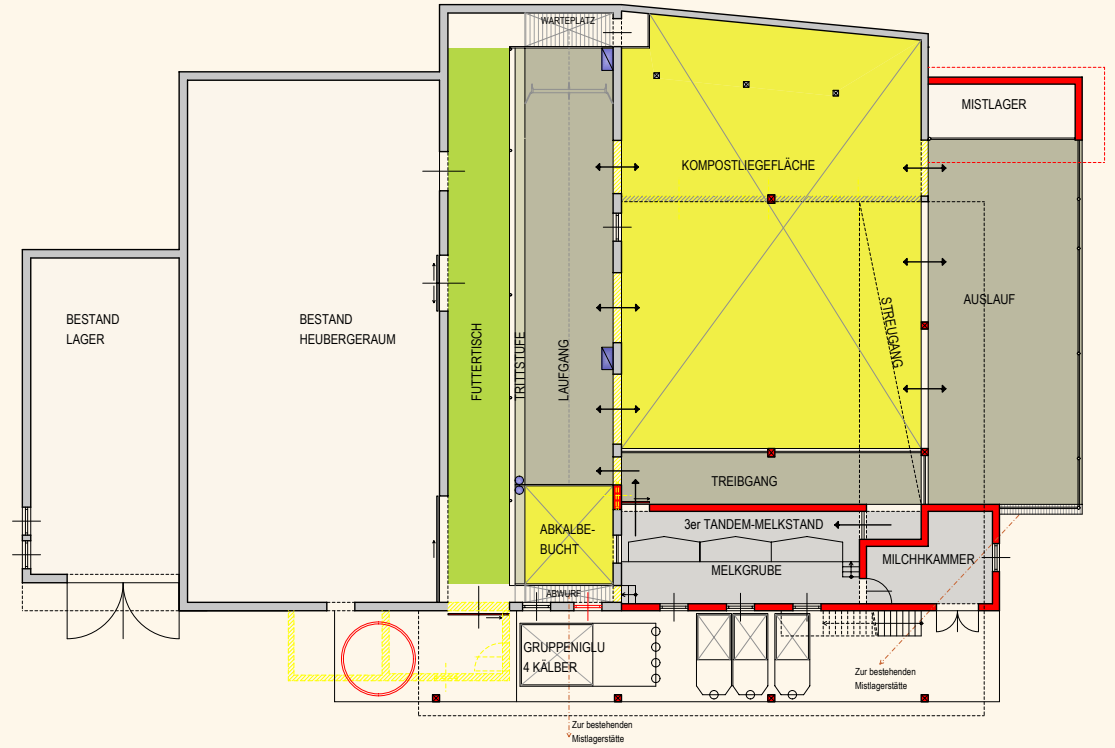 WARTEPLATZ
MISTLAGER
KOMPOSTLIEGEFLÄCHE
BESTAND
LAGER
BESTAND
HEUBERGERAUM
FUTTERTISCH
TRITTSTUFE
LAUFGANG
STREUGANG
AUSLAUF
TREIBGANG
ABKALBE-
BUCHT
3er TANDEM-MELKSTAND
MELKGRUBE
MILCHHKAMMER
ABWURF
GRUPPENIGLU
4 KÄLBER
Zur bestehenden
Mistlagerstätte
Zur bestehenden
Mistlagerstätte